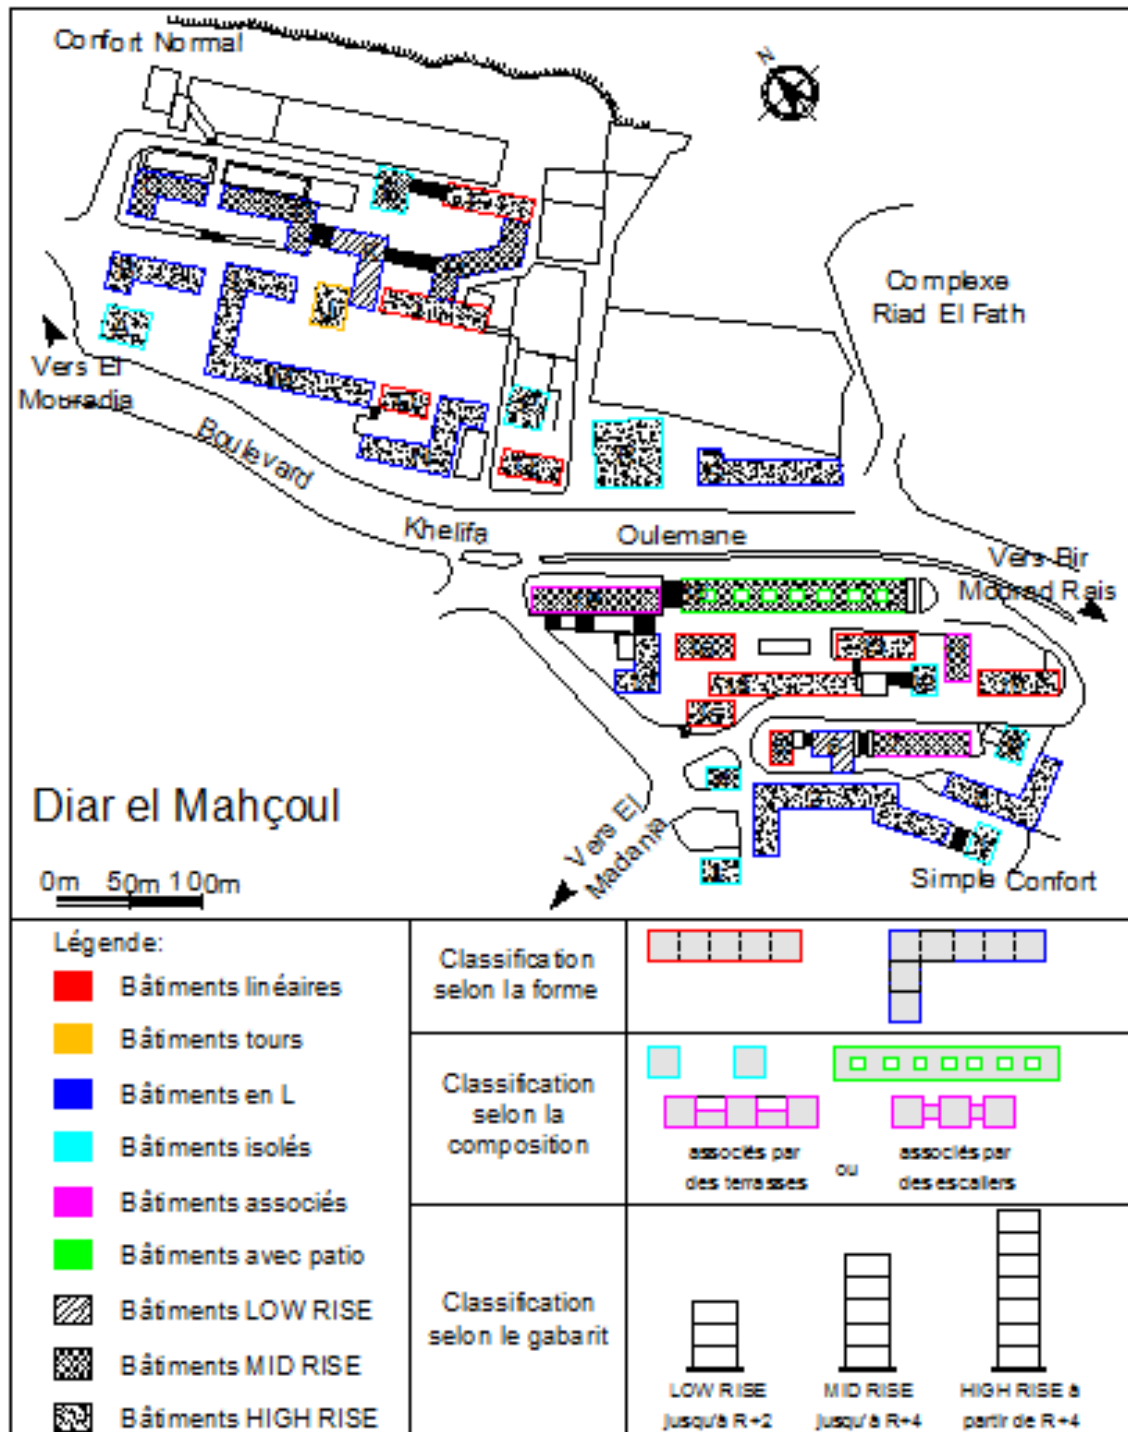 Confort Normal
N
Complexe
Riad El Fath
Vers El
Mouradia
Boulevard
Khelifa
Oulemane
Vers Bir
Mourad Rais
Diar el Mahçoul
Vers El
Madania
Simple Confort
0m 50m 100m
Légende:
Bâtiments linéaires
Bâtiments tours
Bâtiments en L
Bâtiments isolés
Bâtiments associés
Bâtiments avec patio
Bâtiments LOW RISE
Bâtiments MID RISE
Bâtiments HIGH RISE
Classification
selon la forme
Classification
selon la
composition
associés par
des terrasses
ou
associés par
des escaliers
Classification
selon le gabarit
LOW RISE
jusqu'à R+2
MID RISE
jusqu'à R+4
HIGH RISE à
partir de R+4